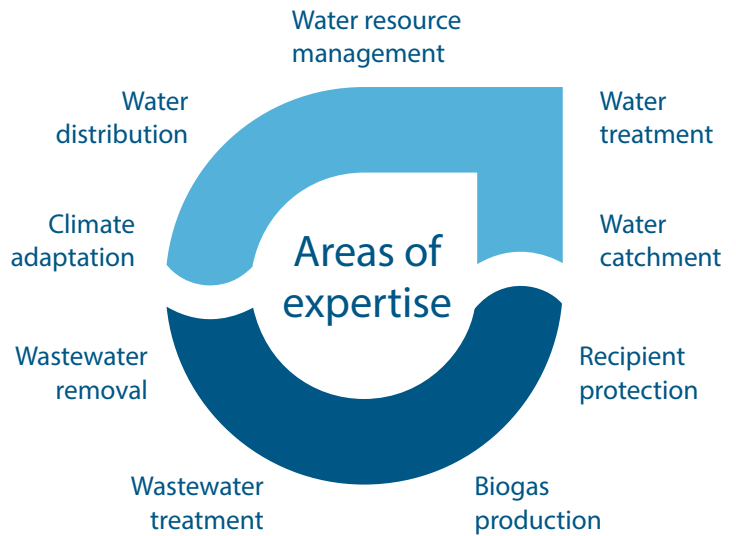 Water resource
management
Water
distribution
Water
treatment
Climate
adaptation
Areas of
expertise
Water
catchment
Wastewater
removal
Recipient
protection
Wastewater
treatment
Biogas
production